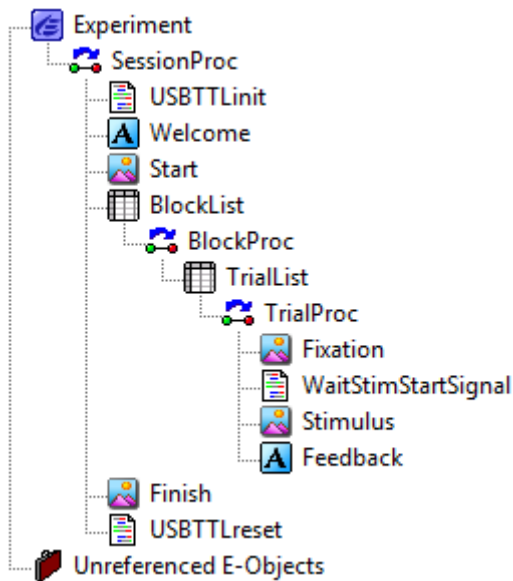 Experiment
SessionProc
USBTTLinit
Welcome
Start
BlockList
BlockProc
TrialList
TrialProc
Fixation
WaitStimStartSignal
Stimulus
Feedback
Finish
USBTTLreset
Unreferenced E-Objects